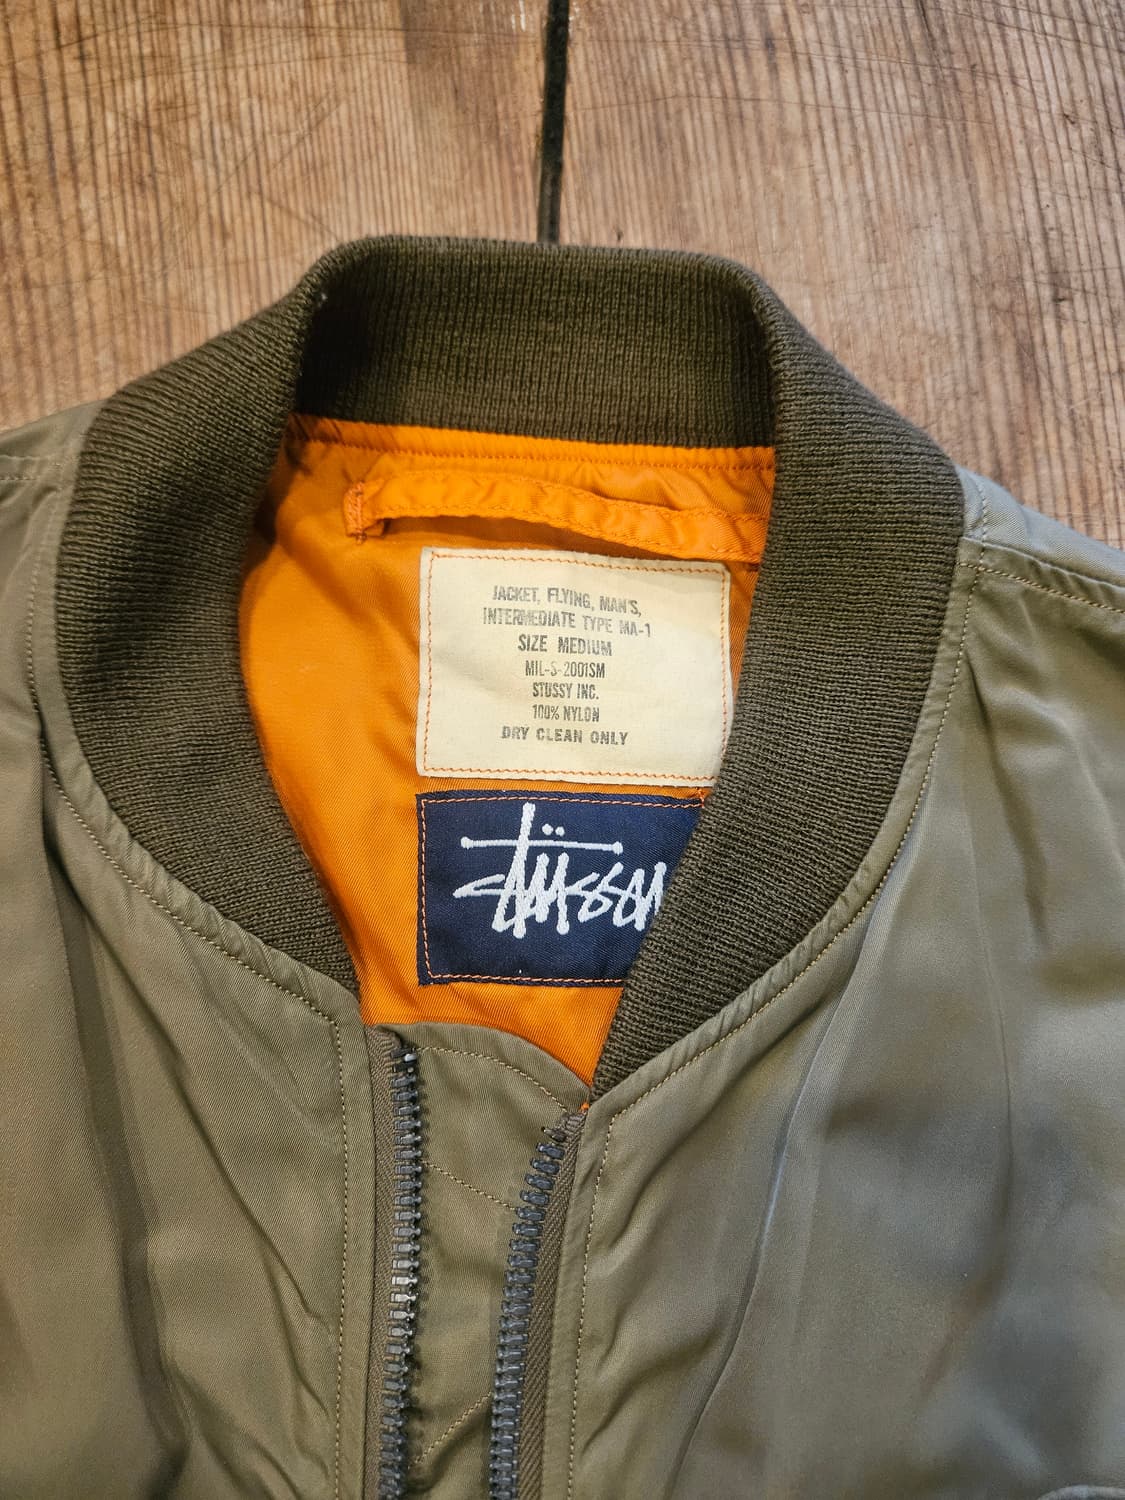 JACKET, FLYING, MAN'S,
INTERMEDIATE TYPE MA-1
SIZE MEDIUM
MIL-S-2001SM
STUSSY INC.
100% NYLON
DRY CLEAN ONLY
Stüssy